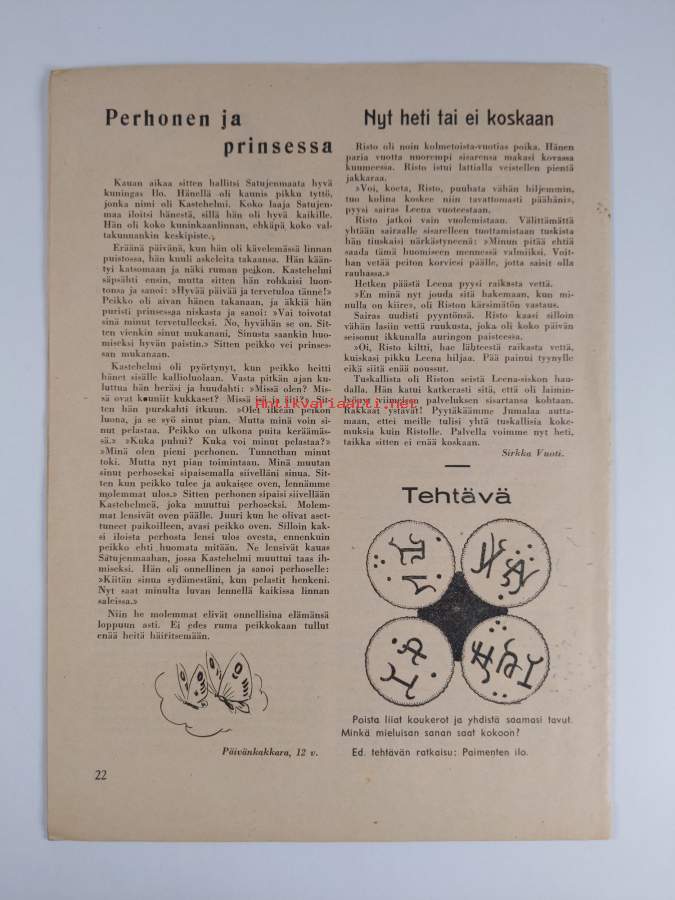 Perhonen ja
prinsessa
Kauan aikaa sitten hallitsi Satujenmaata hyvä
kuningas Ilo. Hänellä oli kaunis pikku tyttö,
jonka nimi oli Kastehelmi. Koko laaja Satujen-
maa iloitsi hänestä, sillä hän oli hyvä kaikille.
Hän oli koko kuninkaanlinnan, ehkäpä koko val-
takunnankin keskipiste.
Eräänä päivänä, kun hän oli kävelemässä linnan
puistossa, hän kuuli askeleita takaansa. Hän kään-
tyi katsomaan ja näki ruman peikon. Kastehelmi
säpsähti ensin, mutta sitten hän rohkaisi luon-
tonsa ja sanoi: »Hyvää päivää ja tervetuloa tänne!»
Peikko oli aivan hänen takanaan, ja äkkiä hän
puristi prinsessaa niskasta ja sanoi: »Vai toivotat
sinä minut tervetulleeksi. No, hyvähän se on. Sit-
ten vienkin sinut mukanani, Sinusta saankin huo-
miseksi hyvän paistin.» Sitten peikko vei prinses-
san mukanaan.
Kastehelmi oli pyörtynyt, kun peikko heitti
hänet sisälle kallioluolaan. Vasta pitkän ajan ku-
luttua hän heräsi ja huudahti: »Missä olen? Mis-
sä ovat kauniit kukkaset? Missä isä ja äiti?» Sit-
ten hän purskahti itkuun. »Olet ilkeän peikon
luona, ja se syö sinut pian. Mutta minä voin si-
nut pelastaa. Peikko on ulkona puita keräämäs-
sä.» »Kuka puhui? Kuka voi minut pelastaa?»
»Minä olen pieni perhonen. Tunnethan minut
toki. Mutta nyt pian toimintaan. Minä muutan
sinut perhoseksi sipaisemalla siivelläni sinua. Sit-
ten kun peikko tulee ja aukaisee oven, lennämme
molemmat ulos.» Sitten perhonen sipaisi siivellään
Kastehelmeä, joka muuttui perhoseksi. Molem-
mat lensivät oven päälle. Juuri kun he olivat aset-
tuneet paikoilleen, avasi peikko oven. Silloin kak-
si iloista perhosta lensi ulos ovesta, ennenkuin
peikko ehti huomata mitään. Ne lensivät kauas
Satujenmaahan, jossa Kastehelmi muuttui taas ih-
miseksi. Hän oli onnellinen ja sanoi perhoselle:
»Kiitän sinua sydämestäni, kun pelastit henkeni.
Nyt saat minulta luvan lennellä kaikissa linnan
saleissa.»
Niin he molemmat elivät onnellisina elämänsä
loppuun asti. Ei edes ruma peikkokaan tullut
enää heitä häiritsemään.
Päivänkakkara, 12 v.
22
Nyt heti tai ei koskaan
Risto oli noin kolmetoista-vuotias poika. Hänen
paria vuotta nuorempi sisarensa makasi kovassa
kuumeessa. Risto istui lattialla veistellen pientä
jakkaraa.
»Voi, koeta, Risto, puuhata vähän hiljemmin,
tuo kolina koskee niin tavattomasti päähäni»,
pyysi sairas Leena vuoteestaan.
Risto jatkoi vain vuolemistaan. Välittämättä
yhtään sairaalle sisarelleen tuottamistaan tuskista
hän tiuskaisi närkästyneenä: »Minun pitää ehtiä
saada tämä huomiseen mennessä valmiiksi. Voit-
han vetää peiton korviesi päälle, jotta saisit olla
rauhassa.»
Hetken päästä Leena pyysi raikasta vettä.
»En minä nyt jouda sitä hakemaan, kun mi-
nulla on kiire», oli Riston kärsimätön vastaus.
Sairas uudisti pyyntönsä. Risto kaasi silloin
vähän lasiin vettä ruukusta, joka oli koko päivän
seisonut ikkunalla auringon paisteessa.
»Oi, Risto kiltti, hae lähteestä raikasta vettä,
kuiskasi pikku Leena hiljaa. Pää painui tyynylle
eikä siitä enää noussut.
Tuskallista oli Riston seistä Leena-siskon hau-
dalla. Hän katui katkerasti sitä, että oli laimin-
lyönyt viimeisen palveluksen sisartansa kohtaan.
Rakkaat ystävät! Pyytäkäämme Jumalaa autta-
maan, ettei meille tulisi yhtä tuskallisia koke-
muksia kuin Ristolle. Palvella voimme nyt heti,
taikka sitten ei enää koskaan.
Sirkka Vuoti.
Tehtävä
Poista liiat koukerot ja yhdistä saamasi tavut.
Minkä mieluisan sanan saat kokoon?
Ed. tehtävän ratkaisu: Paimenten ilo.
Antikvariaatti.net